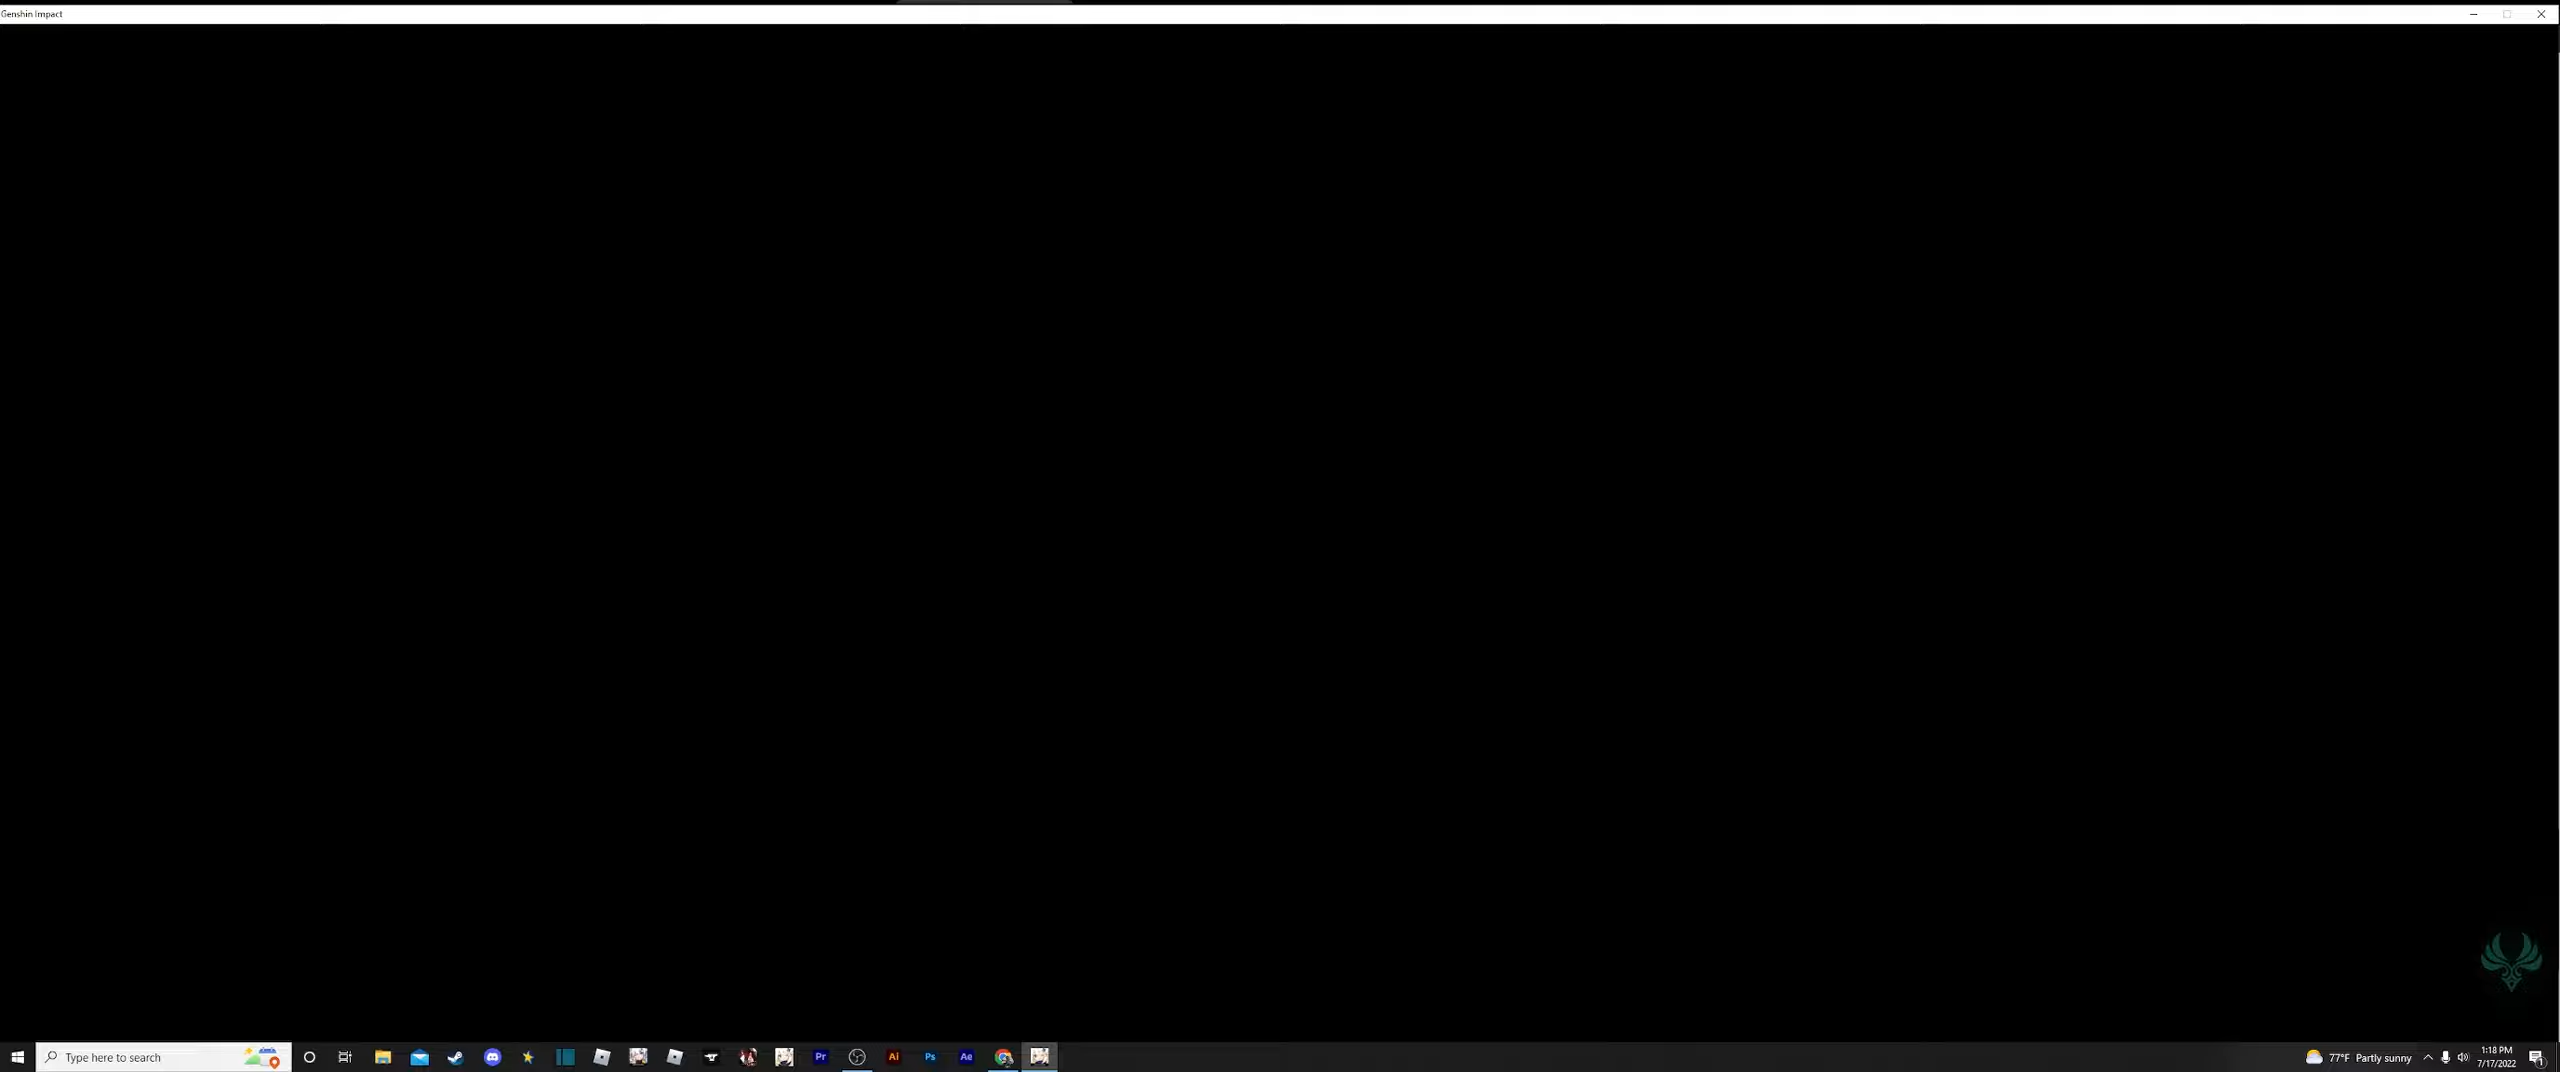 Genshin Impact
Type here to search
Pr
Ai
Ps
Ae
77°F Partly sunny
1:18 PM
7/17/2022
1